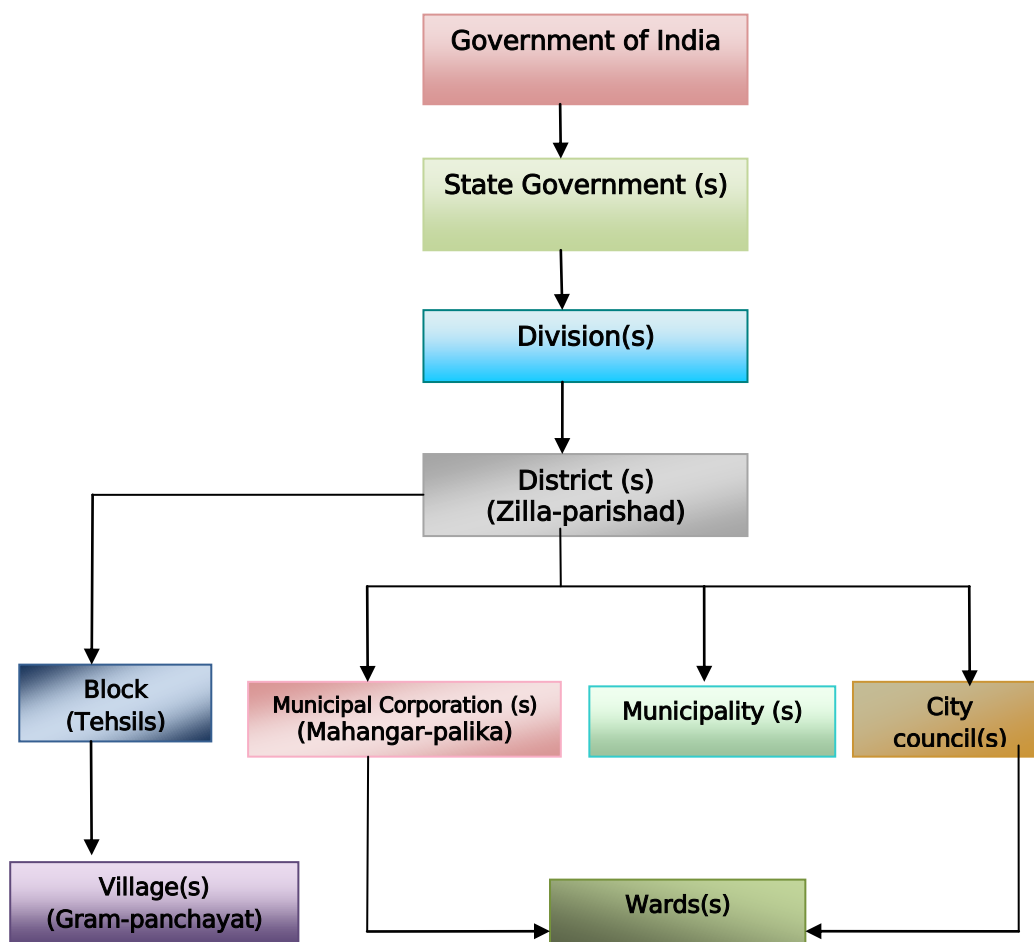 Government of India
State Government (s)
Division(s)
District (s)
(Zilla-parishad)
Block
(Tehsils)
Municipal Corporation (s)
(Mahangar-palika)
Municipality (s)
City
council(s)
Village(s)
(Gram-panchayat)
Wards(s)